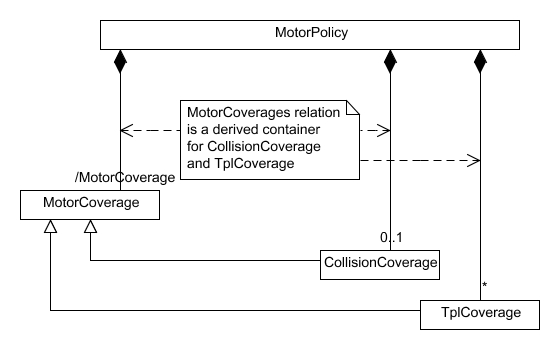 MotorPolicy
MotorCoverages relation
is a derived container
for CollisionCoverage
and TplCoverage
/MotorCoverage
MotorCoverage
0..1
CollisionCoverage
*
TplCoverage